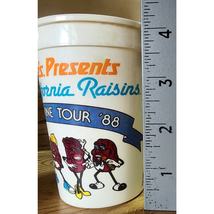 s. Presents
ornia Raisins
NE TOUR '88
4
3
2
1